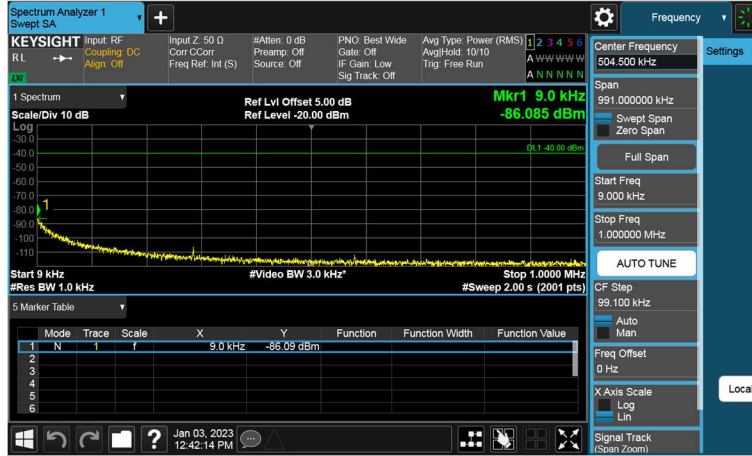 Spectrum Analyzer 1
Swept SA
Frequency
KEYSIGHT
RL
LXI
Input: RF
Coupling: DC
Align: Off
Input Z: 50 Ω
Corr CCorr
Freq Ref: Int (S)
#Atten: 0 dB
Preamp: Off
Source: Off
PNO: Best Wide
Gate: Off
IF Gain: Low
Sig Track: Off
Avg Type: Power (RMS)
Avg|Hold: 10/10
Trig: Free Run
1 2 3 4 5 6
A W W W W W
A N N N N N
Center Frequency
504.500 kHz
Settings
Span
991.000000 kHz
Swept Span
Zero Span
Full Span
Start Freq
9.000 kHz
Stop Freq
1.000000 MHz
AUTO TUNE
CF Step
99.100 kHz
Auto
Man
Freq Offset
0 Hz
X Axis Scale
Log
Lin
Local
Signal Track
(Span Zoom)
1 Spectrum
Scale/Div 10 dB
Ref Lvl Offset 5.00 dB
Ref Level -20.00 dBm
Mkr1 9.0 kHz
-86.085 dBm
Log
-30.0
-40.0
-50.0
-60.0
-70.0
-80.0
-90.0
-100
-110
DL1 -40.00 dBm
1
Start 9 kHz
#Res BW 1.0 kHz
#Video BW 3.0 kHz*
Stop 1.0000 MHz
#Sweep 2.00 s (2001 pts)
5 Marker Table
Mode Trace Scale X Y Function Function Width Function Value
1 N 1 f 9.0 kHz -86.09 dBm
2
3
4
5
6
?
Jan 03, 2023
12:42:14 PM